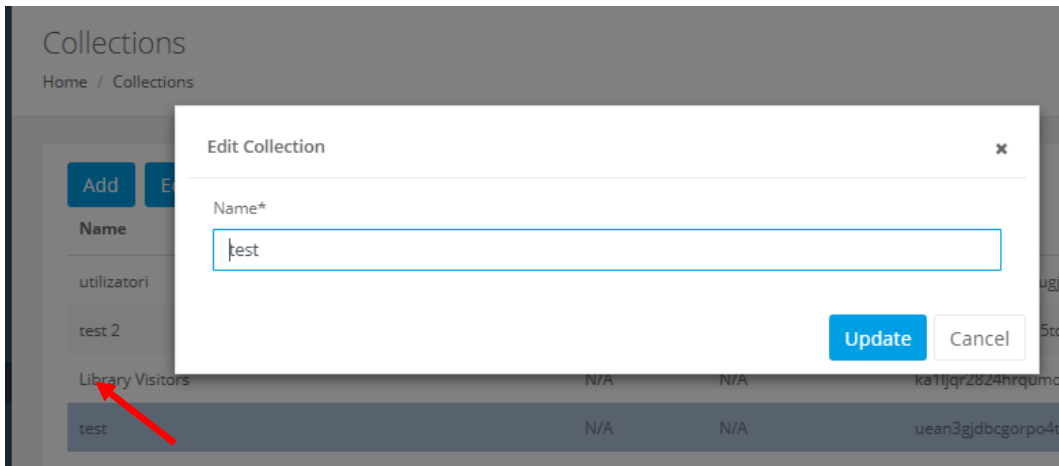 Collections
Home / Collections
Edit Collection
Add
Name*
Name
test
utilizatori
test 2
Update Cancel
Library Visitors N/A N/A
test N/A N/A